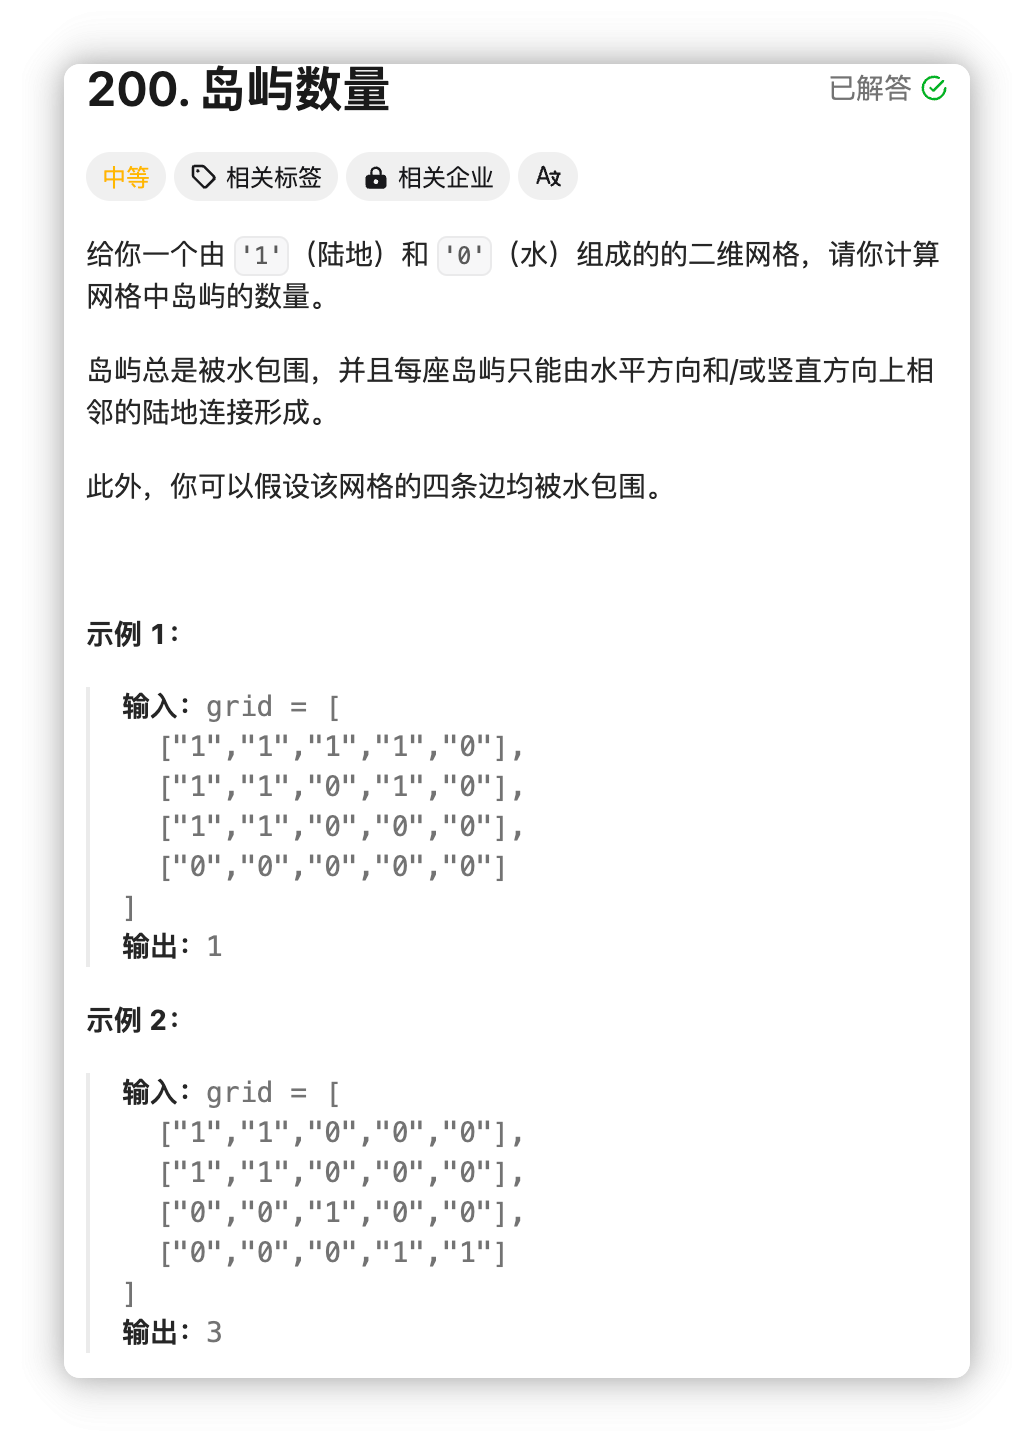 200. 岛屿数量
已解答
中等
相关标签
相关企业
给你一个由 '1'（陆地）和 '0'（水）组成的的二维网格，请你计算
网格中岛屿的数量。
岛屿总是被水包围，并且每座岛屿只能由水平方向和/或竖直方向上相
邻的陆地连接形成。
此外，你可以假设该网格的四条边均被水包围。
示例 1：
输入：grid = [
["1","1","1","1","0"],
["1","1","0","1","0"],
["1","1","0","0","0"],
["0","0","0","0","0"]
]
输出：1
示例 2：
输入：grid = [
["1","1","0","0","0"],
["1","1","0","0","0"],
["0","0","1","0","0"],
["0","0","0","1","1"]
]
输出：3